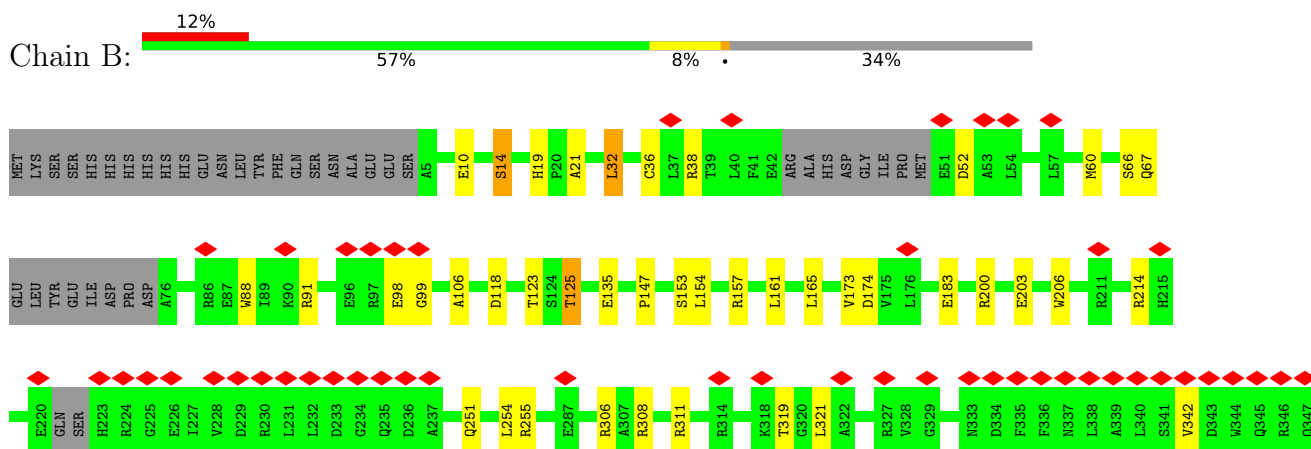 12%
Chain B:
57% 8% • 34%
MET LYS SER SER HIS HIS HIS HIS HIS HIS GLU ASN LEU TYR PHE GLN SER ASN ALA GLU GLU SER A5 E10 S14 H19 P20 A21 L32 C36 L37 R38 T39 L40 F41 E42 ARG ALA HIS ASP GLY ILE PRO MET E51 D52 A53 L54 L57 M60 S66 Q67
GLU LEU TYR GLU ILE ASP PRO ASP A76 R86 E87 W88 I89 K90 R91 E96 R97 E98 G99 A106 D118 T123 S124 T125 E135 P147 S153 L154 R157 L161 L165 V173 D174 V175 L176 E183 R200 E203 W206 R211 R214 H215
E220 GLN SER H223 R224 G225 E226 I227 V228 D229 R230 L231 L232 D233 G234 Q235 D236 A237 Q251 L254 R255 E287 R306 A307 R308 R311 R314 K318 T319 G320 L321 A322 R327 V328 G329 N333 D334 F335 F336 N337 L338 A339 L340 S341 V342 D343 W344 Q345 R346 Q347